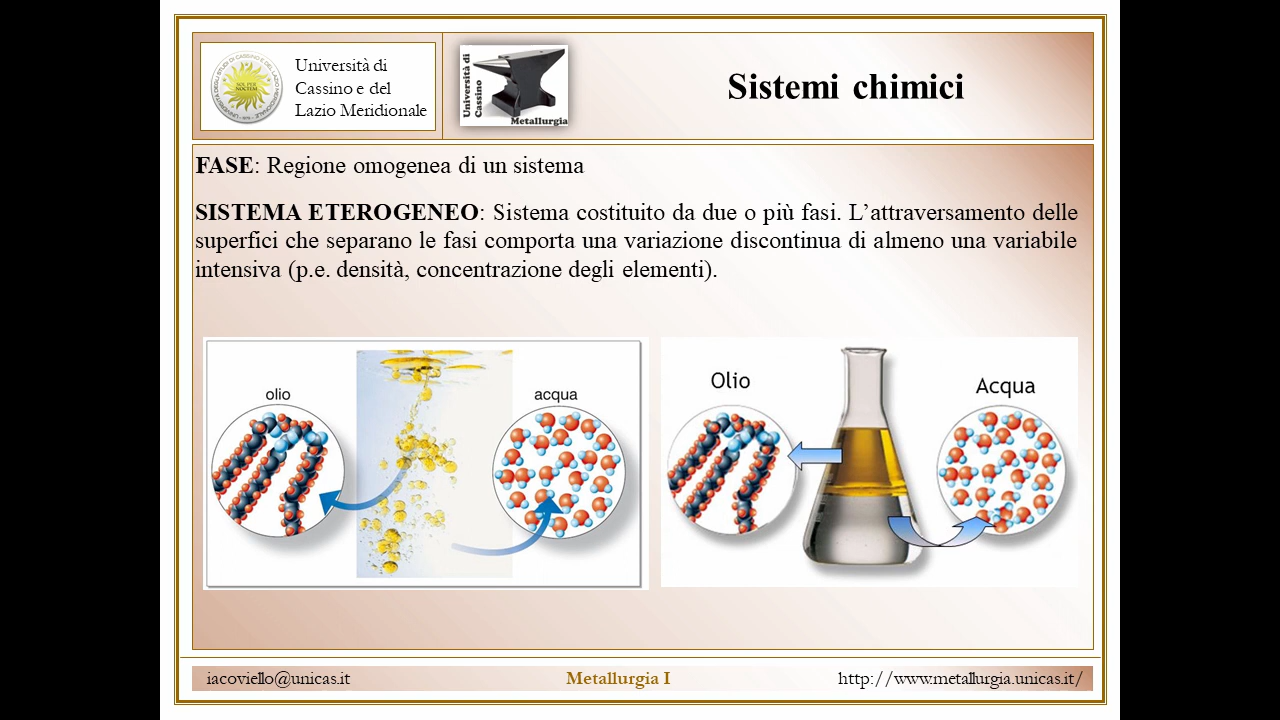 Università di
Cassino e del
Lazio Meridionale
Università di
Cassino
Metallurgia
Sistemi chimici
FASE: Regione omogenea di un sistema
SISTEMA ETEROGENEO: Sistema costituito da due o più fasi. L’attraversamento delle
superfici che separano le fasi comporta una variazione discontinua di almeno una variabile
intensiva (p.e. densità, concentrazione degli elementi).
olio
acqua
Olio
Acqua
iacoviello@unicas.it
Metallurgia I
http://www.metallurgia.unicas.it/